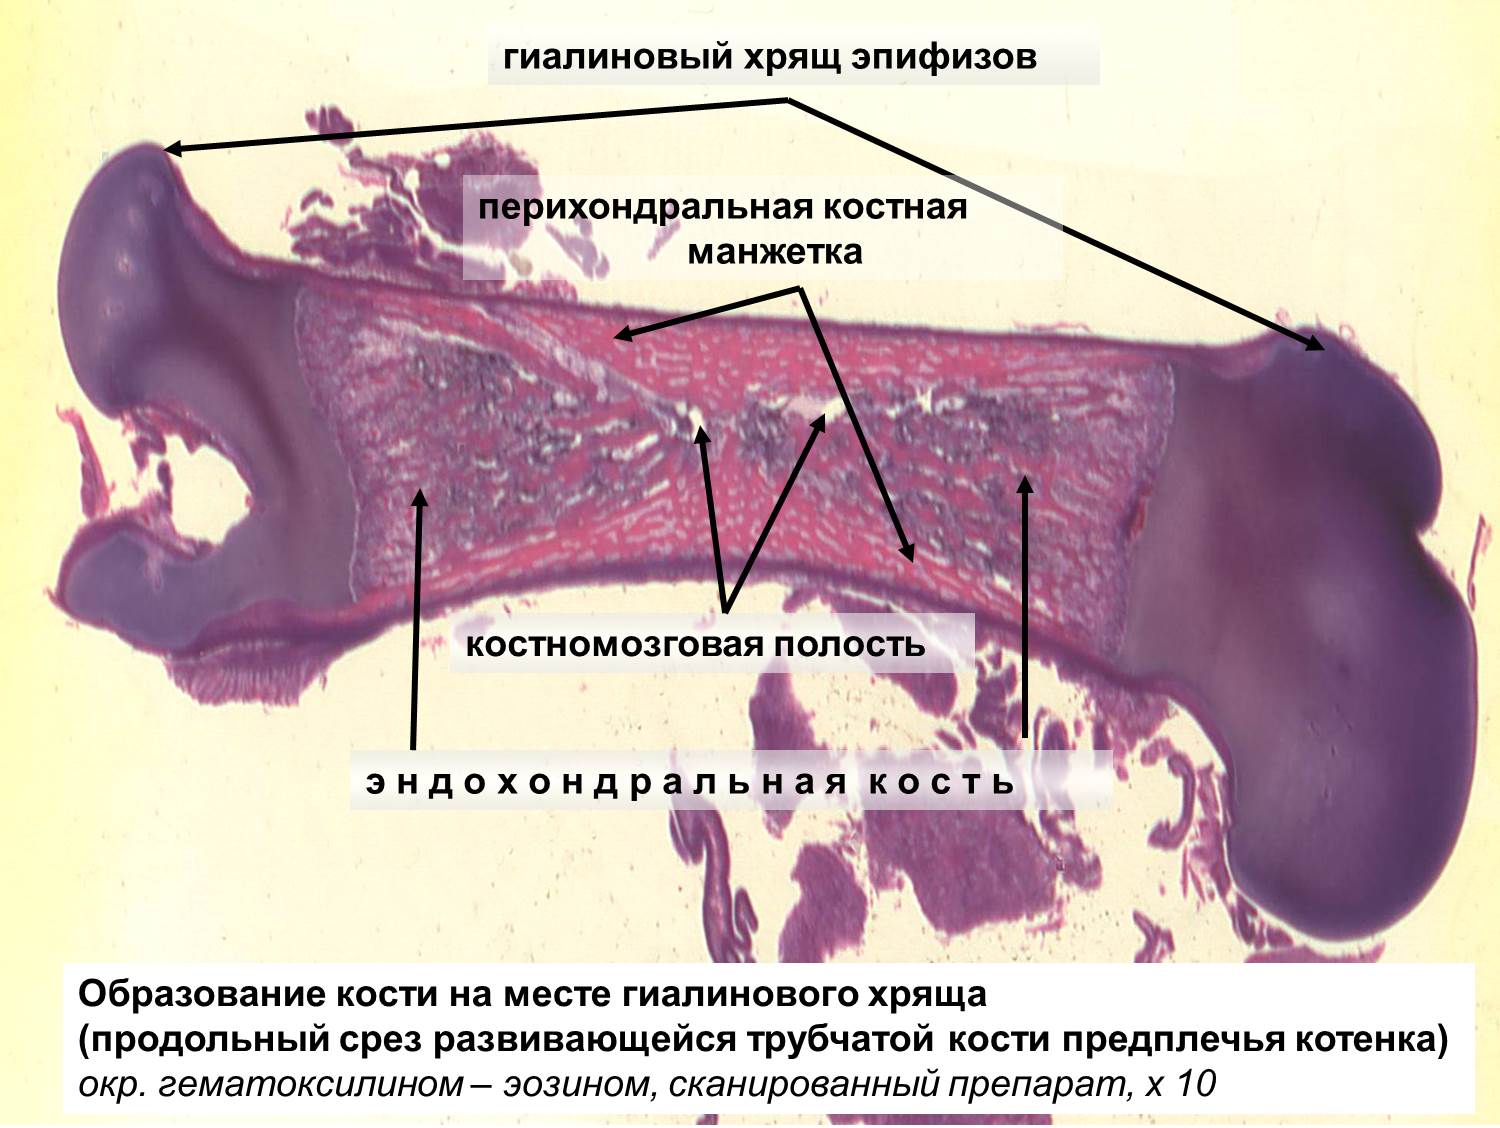 гиалиновый хрящ эпифизов
перихондральная костная
манжетка
костномозговая полость
э н д о х о н д р а л ь н а я  к о с т ь
Образование кости на месте гиалинового хряща
(продольный срез развивающейся трубчатой кости предплечья котенка)
окр. гематоксилином – эозином, сканированный препарат, х 10